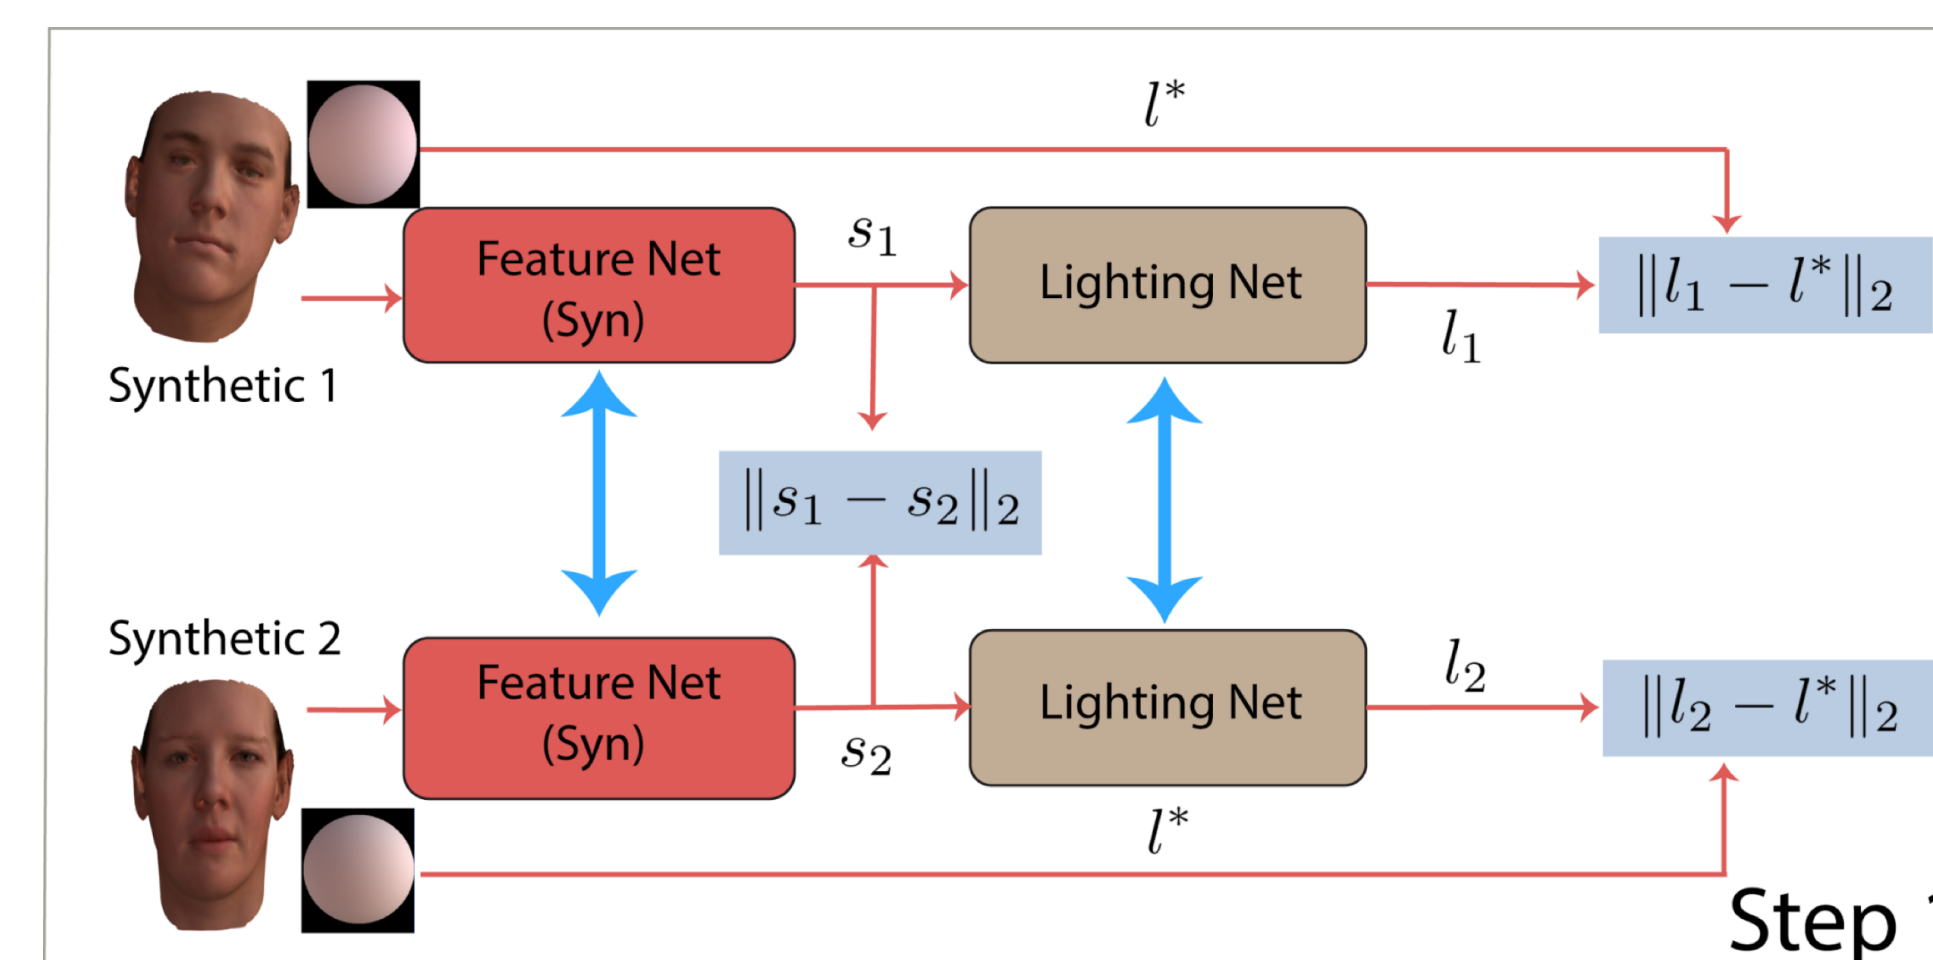 l*
s₁
Feature Net
(Syn)
Lighting Net
‖l₁ − l*‖₂
l₁
Synthetic 1
‖s₁ − s₂‖₂
Synthetic 2
l₂
Feature Net
(Syn)
Lighting Net
‖l₂ − l*‖₂
s₂
l*
Step 1